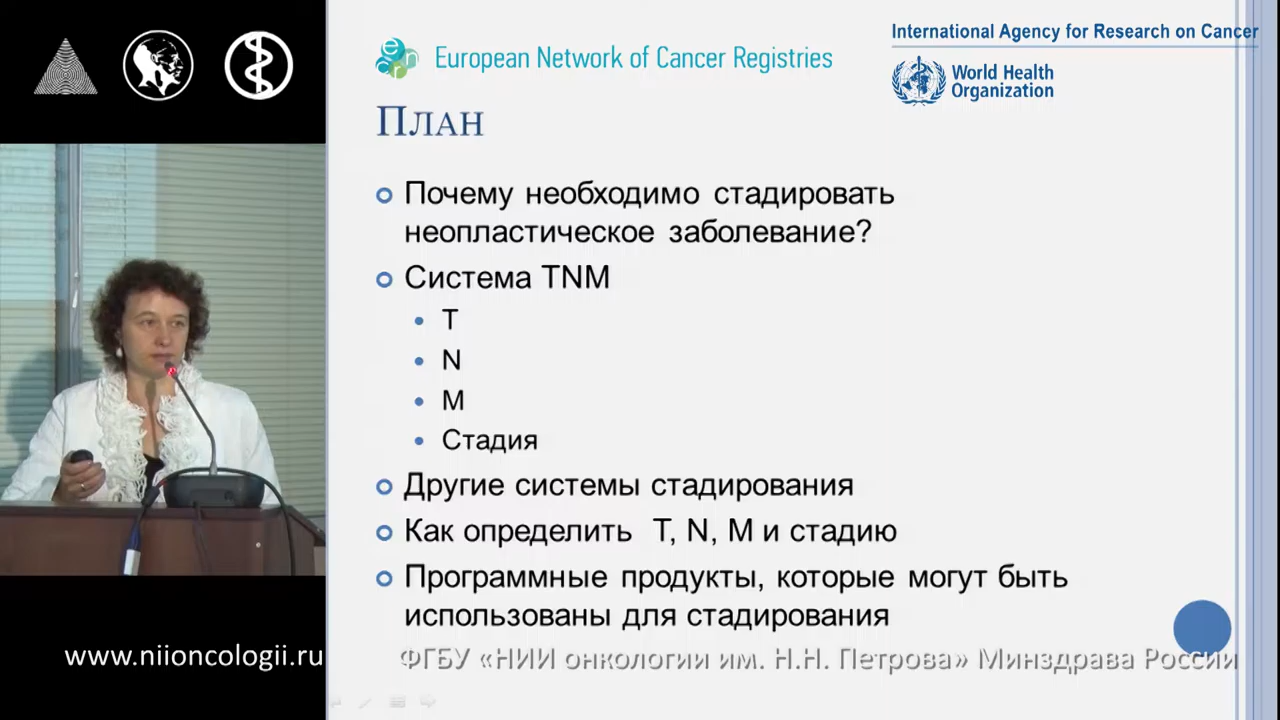 European Network of Cancer Registries
International Agency for Research on Cancer
World Health
Organization
План
Почему необходимо стадировать
неопластическое заболевание?
Система TNM
T
N
M
Стадия
Другие системы стадирования
Как определить T, N, M и стадию
Программные продукты, которые могут быть
использованы для стадирования
www.niioncologii.ru
ФГБУ «НИИ онкологии им. Н.Н. Петрова» Минздрава России